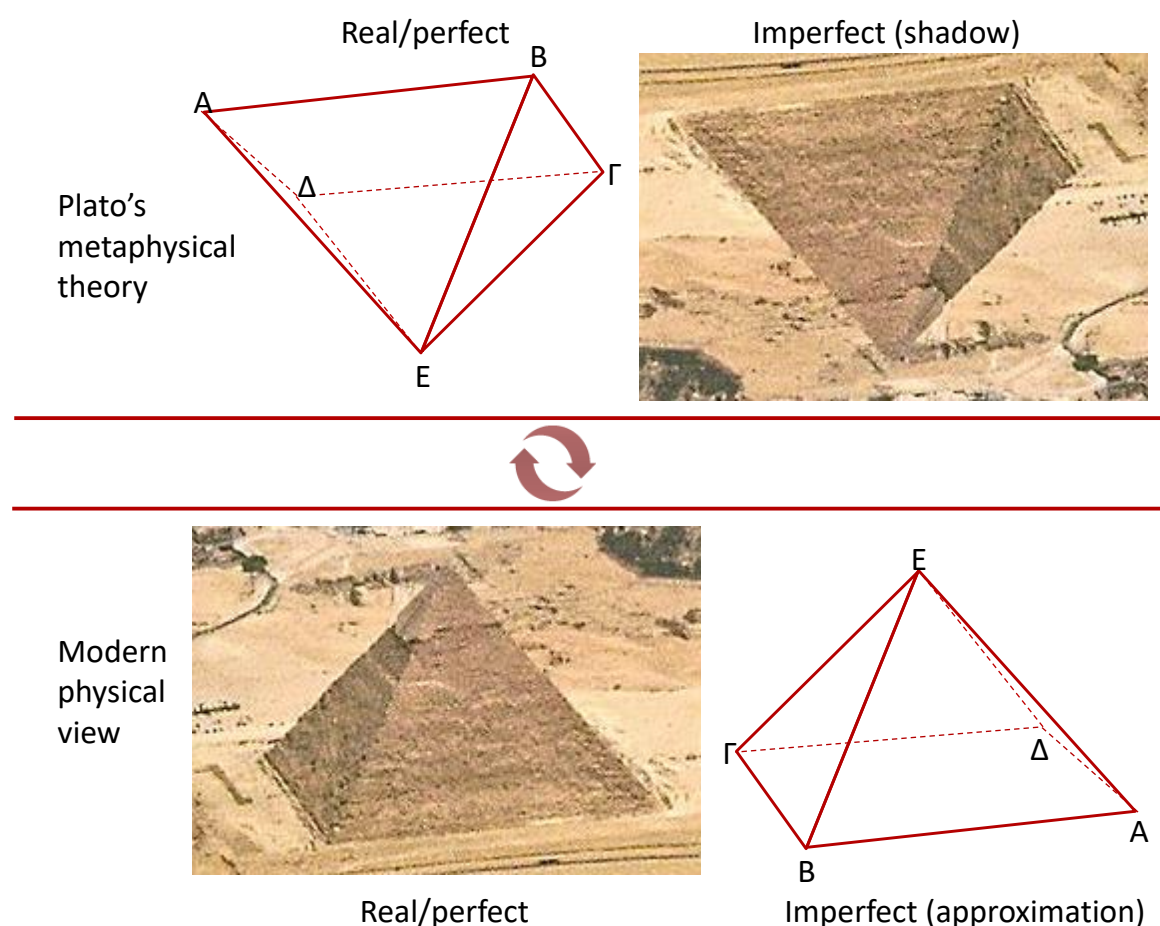 Real/perfect
Imperfect (shadow)
Β
Α
Γ
Δ
Plato’s
metaphysical
theory
Ε
Ε
Modern
physical
view
Γ
Δ
Α
Β
Real/perfect
Imperfect (approximation)